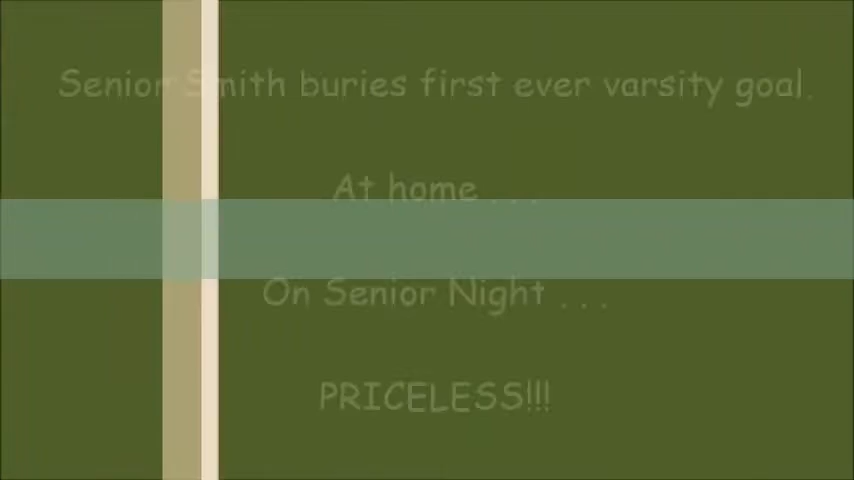 Senior Smith buries first ever varsity goal.
At home . . .
On Senior Night . . .
PRICELESS!!!